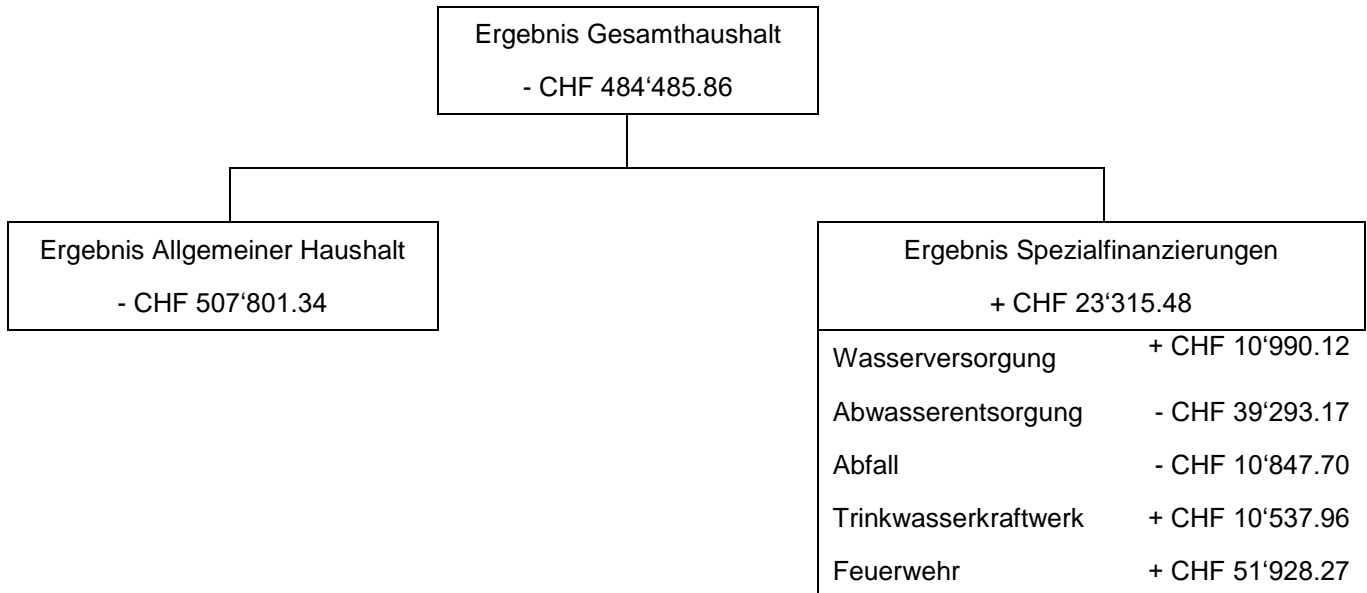 Ergebnis Gesamthaushalt
- CHF 484‘485.86
Ergebnis Allgemeiner Haushalt
- CHF 507‘801.34
Ergebnis Spezialfinanzierungen
+ CHF 23‘315.48
Wasserversorgung + CHF 10‘990.12
Abwasserentsorgung - CHF 39‘293.17
Abfall - CHF 10‘847.70
Trinkwasserkraftwerk + CHF 10‘537.96
Feuerwehr + CHF 51‘928.27